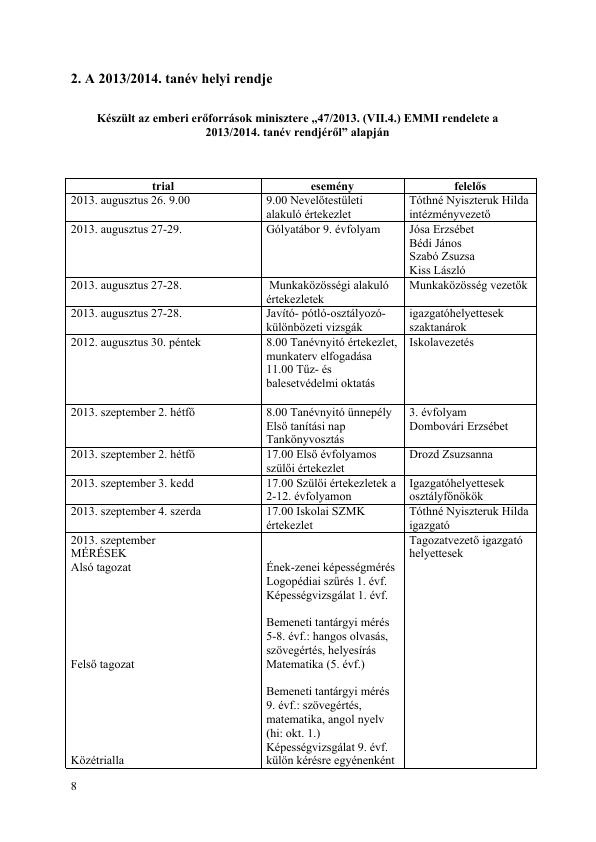 2. A 2013/2014. tanév helyi rendje
Készült az emberi erőforrások minisztere „47/2013. (VII.4.) EMMI rendelete a
2013/2014. tanév rendjéről” alapján
trial esemény felelős
2013. augusztus 26. 9.00 9.00 Nevelőtestületi Tóthné Nyiszteruk Hilda
alakuló értekezlet intézményvezető
2013. augusztus 27-29. Gólyatábor 9. évfolyam Jósa Erzsébet
Bédi János
Szabó Zsuzsa
Kiss László
2013. augusztus 27-28. Munkaközösségi alakuló Munkaközösség vezetők
értekezletek
2013. augusztus 27-28. Javító- pótló-osztályozó- igazgatóhelyettesek
különbözeti vizsgák szaktanárok
2012. augusztus 30. péntek 8.00 Tanévnyitó értekezlet, Iskolavezetés
munkaterv elfogadása
11.00 Tűz- és
balesetvédelmi oktatás
2013. szeptember 2. hétfő 8.00 Tanévnyitó ünnepély 3. évfolyam
Első tanítási nap Dombovári Erzsébet
Tankönyvosztás
2013. szeptember 2. hétfő 17.00 Első évfolyamos Drozd Zsuzsanna
szülői értekezlet
2013. szeptember 3. kedd 17.00 Szülői értekezletek a Igazgatóhelyettesek
2-12. évfolyamon osztályfőnökök
2013. szeptember 4. szerda 17.00 Iskolai SZMK Tóthné Nyiszteruk Hilda
értekezlet igazgató
2013. szeptember Tagozatvezető igazgató
MÉRÉSEK helyettesek
Alsó tagozat Ének-zenei képességmérés
Logopédiai szűrés 1. évf.
Képességvizsgálat 1. évf.
Bemeneti tantárgyi mérés
5-8. évf.: hangos olvasás,
szövegértés, helyesírás
Felső tagozat Matematika (5. évf.)
Bemeneti tantárgyi mérés
9. évf.: szövegértés,
matematika, angol nyelv
(hi: okt. 1.)
Képességvizsgálat 9. évf.
Közétrialla külön kérésre egyénenként
8